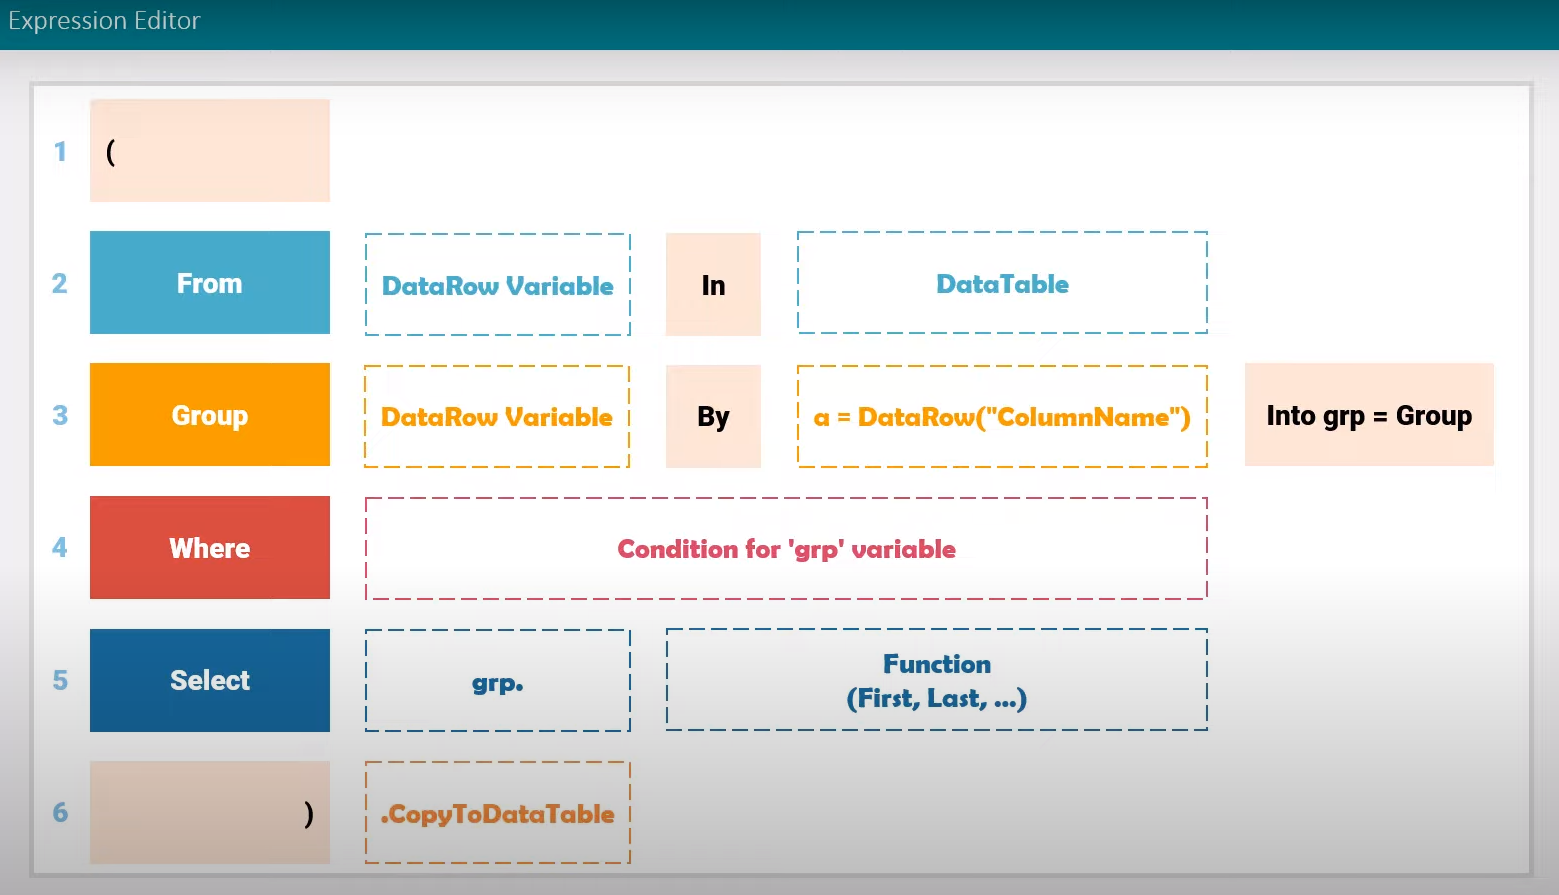 Expression Editor
1 (
2 From DataRow Variable In DataTable
3 Group DataRow Variable By a = DataRow("ColumnName") Into grp = Group
4 Where Condition for 'grp' variable
5 Select grp. Function
(First, Last, ...)
6 ) .CopyToDataTable